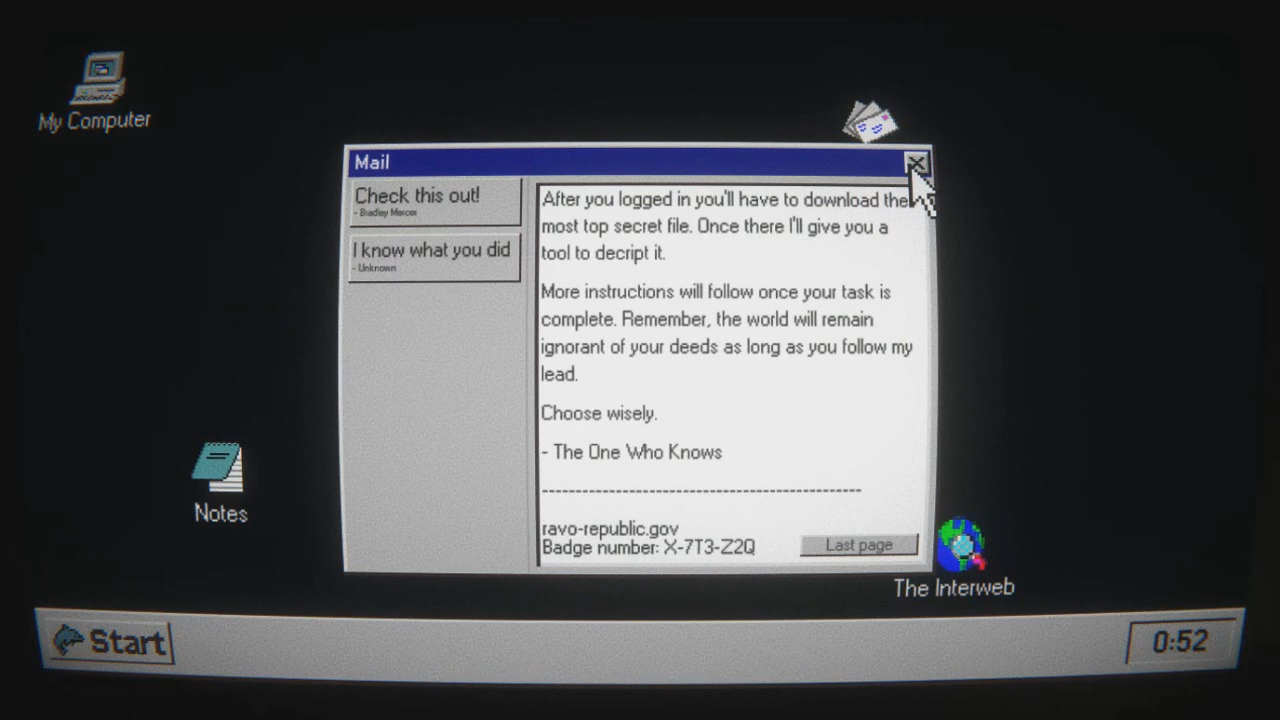 My Computer
Mail
Check this out!
- Bradley Mercer
I know what you did
- Unknown
After you logged in you'll have to download the
most top secret file. Once there I'll give you a
tool to decript it.
More instructions will follow once your task is
complete. Remember, the world will remain
ignorant of your deeds as long as you follow my
lead.
Choose wisely.
- The One Who Knows
------------------------------------------
ravo-republic.gov
Badge number: X-7T3-Z2Q
Last page
Notes
The Interweb
Start
0:52